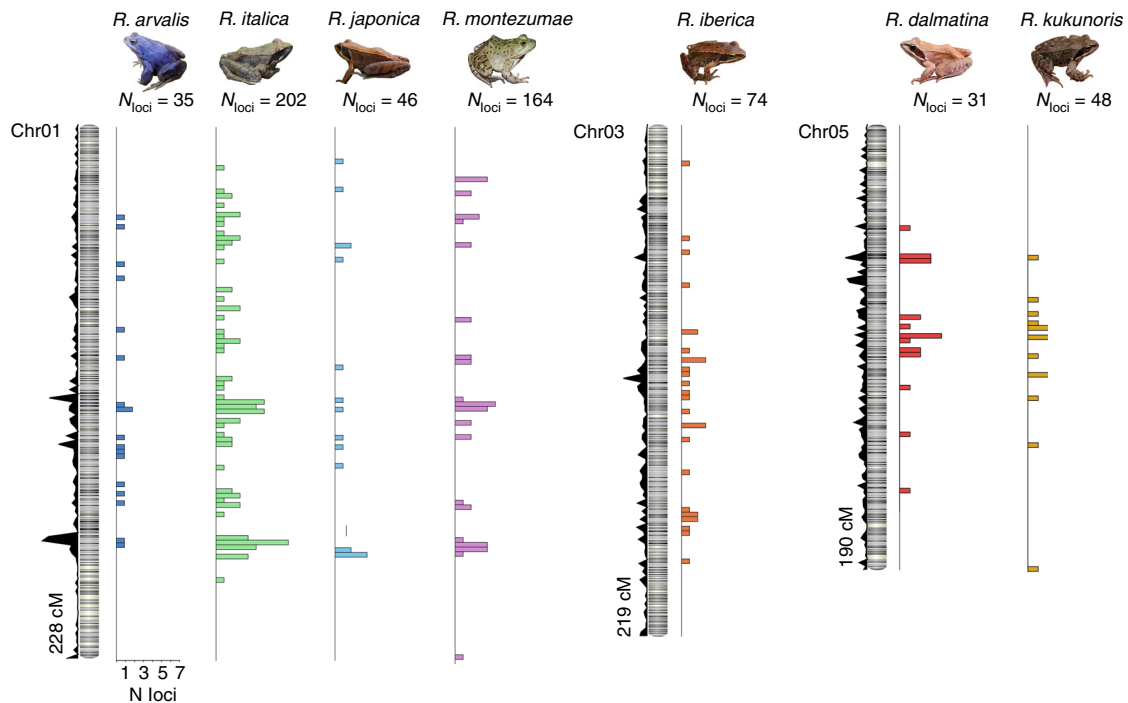 R. arvalis R. italica R. japonica R. montezumae R. iberica R. dalmatina R. kukunoris
Nloci = 35 Nloci = 202 Nloci = 46 Nloci = 164 Nloci = 74 Nloci = 31 Nloci = 48
Chr01 Chr03 Chr05
190 cM
228 cM 219 cM
1 3 5 7
N loci